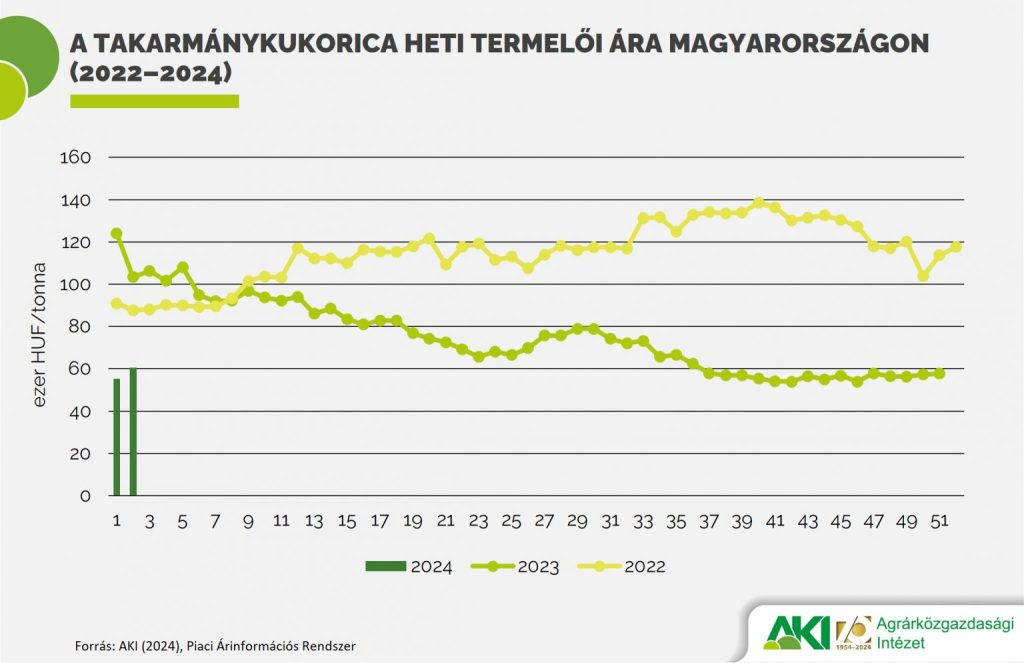 A TAKARMÁNYKUKORICA HETI TERMELŐI ÁRA MAGYARORSZÁGON
(2022–2024)
ezer HUF/tonna
160
140
120
100
80
60
40
20
0
1 3 5 7 9 11 13 15 17 19 21 23 25 27 29 31 33 35 37 39 41 43 45 47 49 51
2024 2023 2022
Forrás: AKI (2024), Piaci Árinformációs Rendszer
AKI
70
1954–2024
Agrárközgazdasági
Intézet